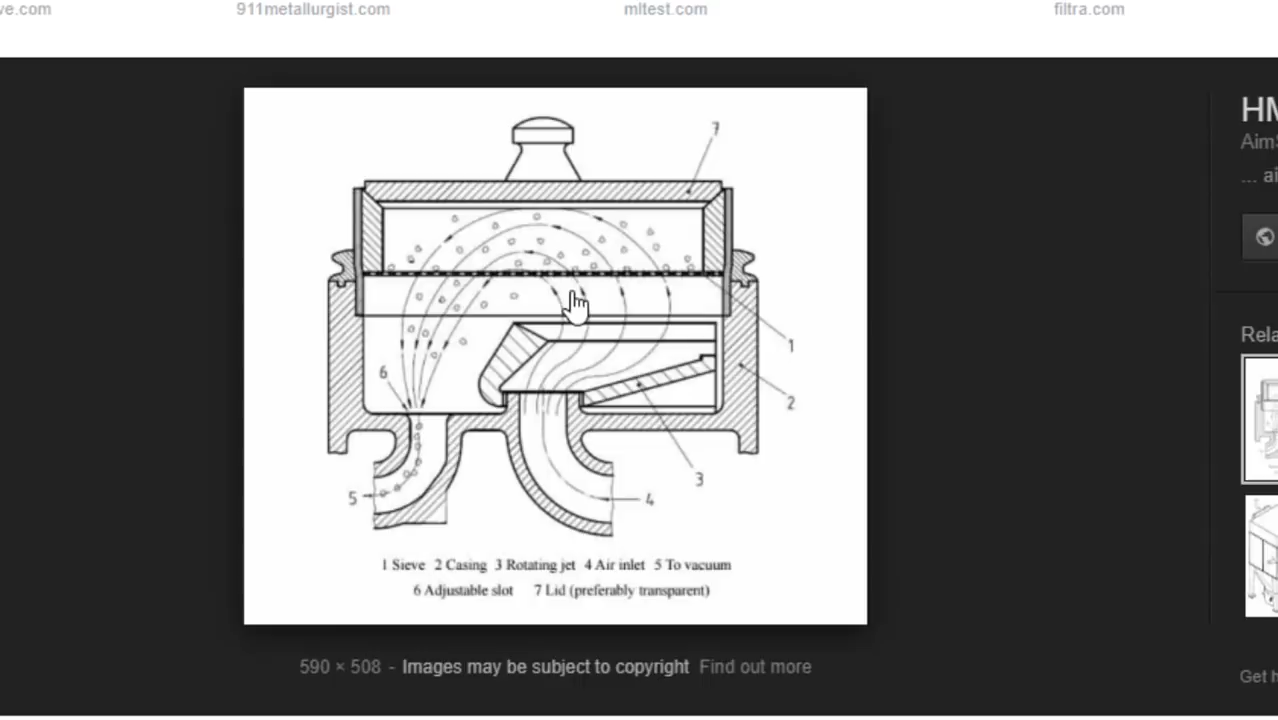 ve.com
911metallurgist.com
mltest.com
filtra.com
7
6
1
2
3
5
4
1 Sieve 2 Casing 3 Rotating jet 4 Air inlet 5 To vacuum
6 Adjustable slot 7 Lid (preferably transparent)
590 × 508 - Images may be subject to copyright Find out more
HM
Aim
... ai
Rela
Get h